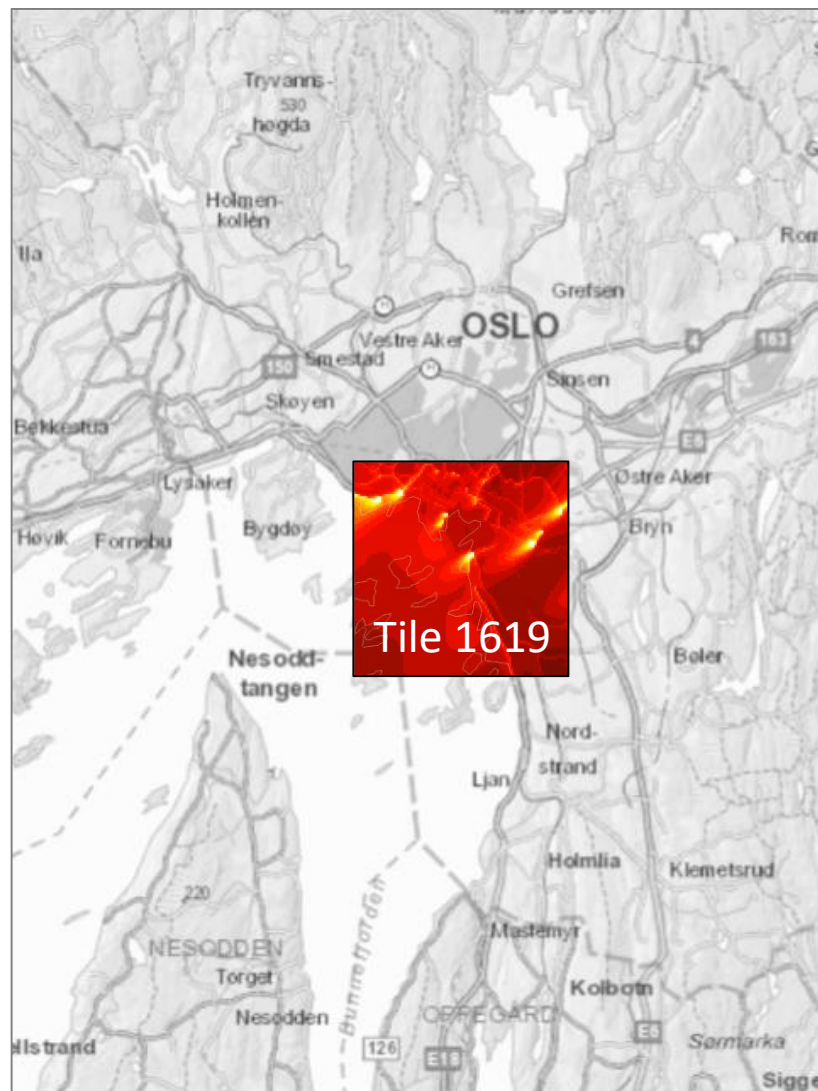 Tryvanns-
530
høgda
Holmen-
kollen
Ila
Grefsen
OSLO
Vestre Aker
4
163
Smestad
150
Sinsen
Skøyen
Bekkestua
Østre Aker
Lysaker
Høvik
Fornebu
Bygdøy
Bryn
Tile 1619
Nesodd-
tangen
Bøler
Nord-
strand
Ljan
Holmlia
Klemetsrud
220
NESODDEN
Torget
Nesodden
Bunnefjorden
Mastemyr
Kolbotn
OPPEGÅRD
126
E18
E6
Sørmarka